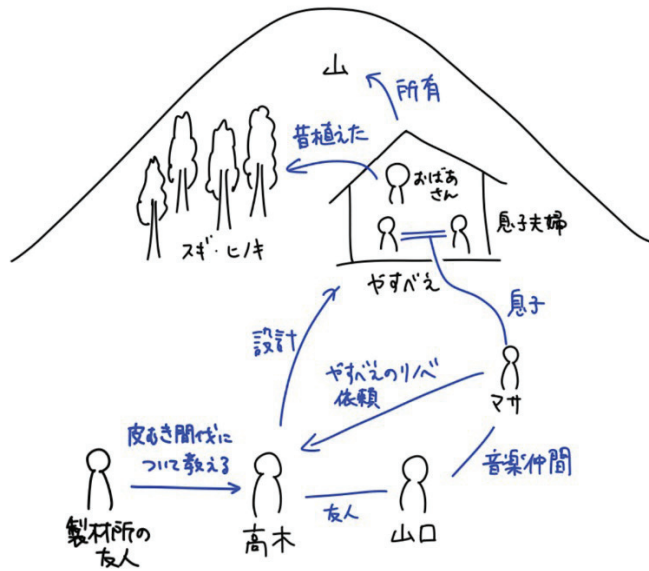 山
所有
昔植えた
おばあ
さん
スギ・ヒノキ
息子夫婦
やすべえ
息子
設計
やすべえのリノベ
依頼
マサ
皮むき間伐に
ついて教える
音楽仲間
友人
製材所の
友人
高木
山口